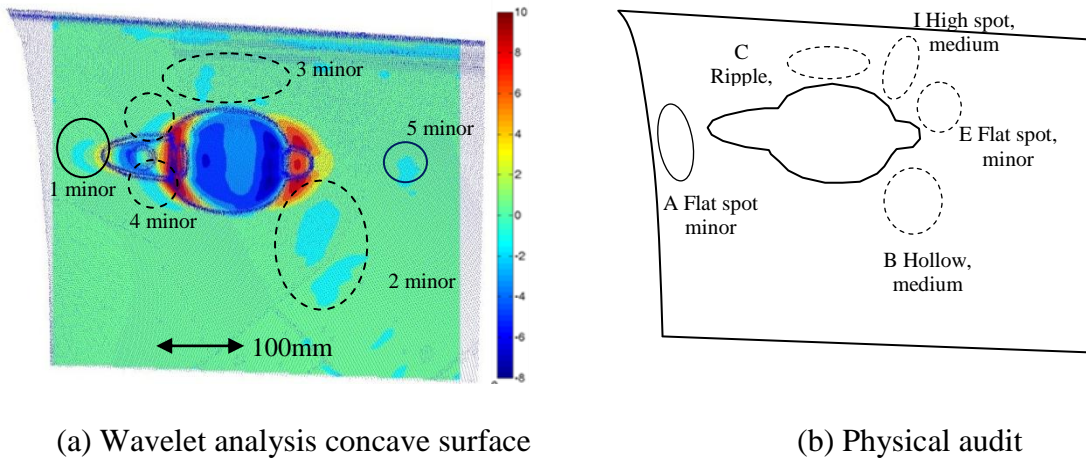 3 minor
5 minor
1 minor
4 minor
2 minor
100mm
10
8
6
4
2
0
-2
-4
-6
-8
(a) Wavelet analysis concave surface
I High spot,
medium
C
Ripple,
E Flat spot,
minor
A Flat spot
minor
B Hollow,
medium
(b) Physical audit